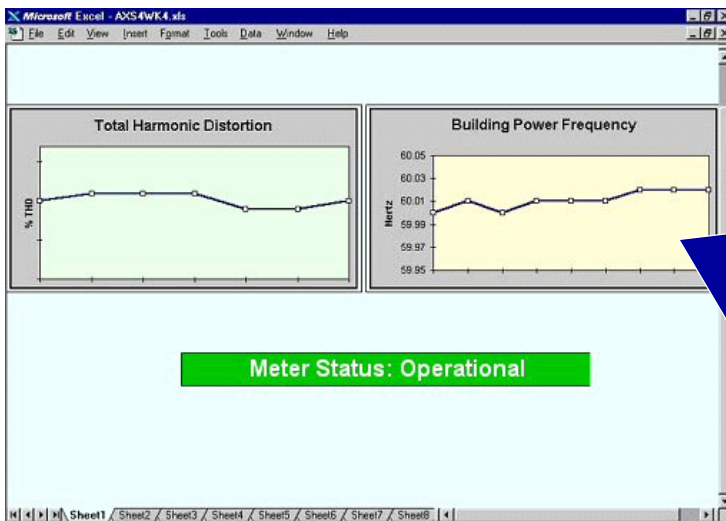 Microsoft Excel - AXS4WK4.xls
File Edit View Insert Format Tools Data Window Help
Total Harmonic Distortion
% THD
Building Power Frequency
Hertz
60.05
60.03
60.01
59.99
59.97
59.95
Meter Status: Operational
Sheet1 / Sheet2 / Sheet3 / Sheet4 / Sheet5 / Sheet6 / Sheet7 / Sheet8